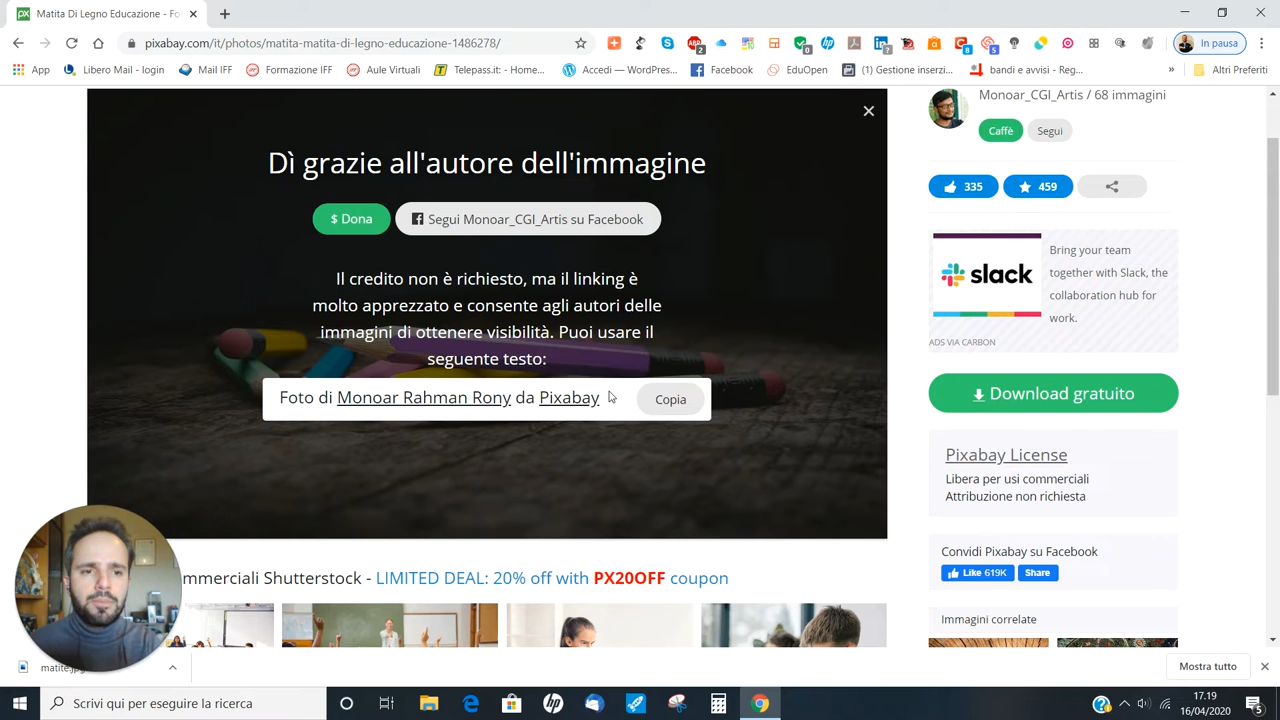 Matita Di Legno Educazione - Fo
pixabay.com/it/photos/matita-matita-di-legno-educazione-1486278/
In pausa
App
Libero Mail - login
Mail IFF
Formazione IFF
Aule Virtuali
Telepass.it: - Home...
Accedi — WordPres...
Facebook
EduOpen
(1) Gestione inserzi...
bandi e avvisi - Reg...
»
Altri Preferiti
Dì grazie all'autore dell'immagine
$ Dona
Segui Monoar_CGI_Artis su Facebook
Il credito non è richiesto, ma il linking è
molto apprezzato e consente agli autori delle
immagini di ottenere visibilità. Puoi usare il
seguente testo:
Foto di Monoar Rahman Rony da Pixabay
Copia
Monoar_CGI_Artis / 68 immagini
Caffè
Segui
335
459
slack
Bring your team
together with Slack, the
collaboration hub for
work.
ADS VIA CARBON
Download gratuito
Pixabay License
Libera per usi commerciali
Attribuzione non richiesta
Convidi Pixabay su Facebook
Like 619K
Share
Immagini correlate
mmerciali Shutterstock - LIMITED DEAL: 20% off with PX20OFF coupon
matite.jpg
Mostra tutto
Scrivi qui per eseguire la ricerca
17.19
16/04/2020
5